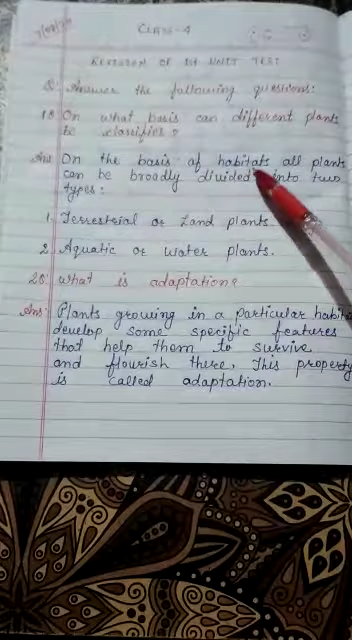 CLASS-4
REVISION OF 1st UNIT TEST
Q: Answer the following questions:
1Q: On what basis can different plants
be classified?
Ans: On the basis of habitats all plants
can be broadly divided into two
types:
1. Terrestrial or Land plants.
2. Aquatic or Water plants.
2Q: What is adaptation?
Ans: Plants growing in a particular habitat
develop some specific features
that help them to survive
and flourish there, This property
is called adaptation.